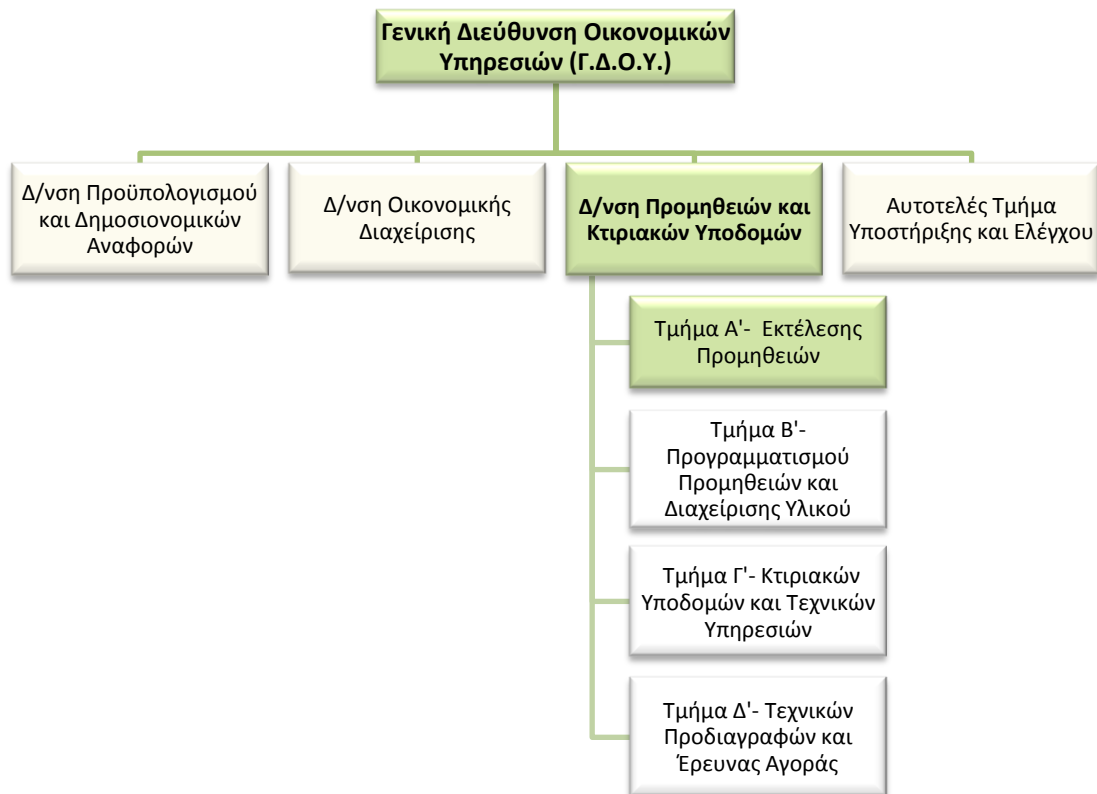 Γενική Διεύθυνση Οικονομικών
Υπηρεσιών (Γ.Δ.Ο.Υ.)
Δ/νση Προϋπολογισμού
και Δημοσιονομικών
Αναφορών
Δ/νση Οικονομικής
Διαχείρισης
Δ/νση Προμηθειών και
Κτιριακών Υποδομών
Αυτοτελές Τμήμα
Υποστήριξης και Ελέγχου
Τμήμα Α'- Εκτέλεσης
Προμηθειών
Τμήμα Β'-
Προγραμματισμού
Προμηθειών και
Διαχείρισης Υλικού
Τμήμα Γ'- Κτιριακών
Υποδομών και Τεχνικών
Υπηρεσιών
Τμήμα Δ'- Τεχνικών
Προδιαγραφών και
Έρευνας Αγοράς